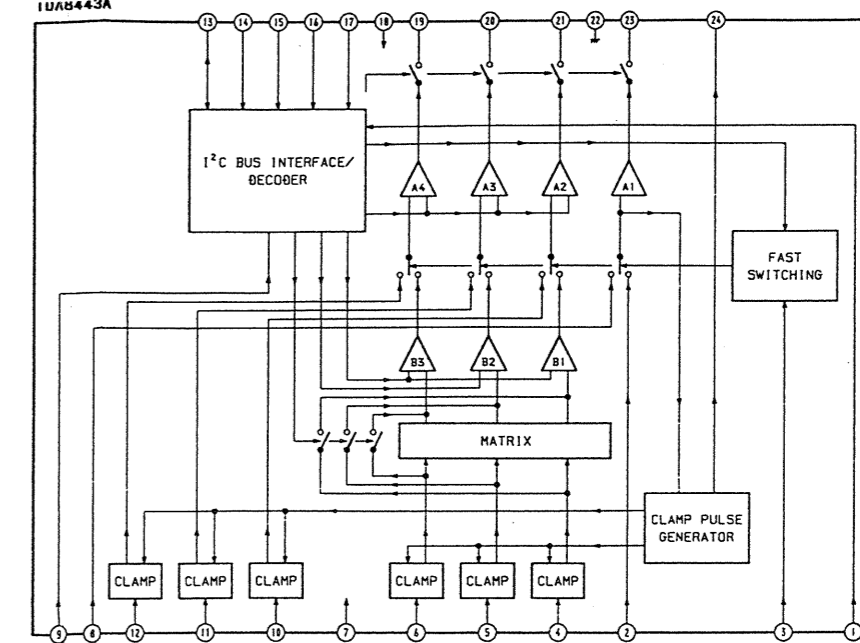 TDA8443A
13 14 15 16 17 18 19 20 21 22 23 24
I²C BUS INTERFACE/
DECODER
A4 A3 A2 A1
FAST
SWITCHING
B3 B2 B1
MATRIX
CLAMP PULSE
GENERATOR
CLAMP CLAMP CLAMP CLAMP CLAMP CLAMP
9 8 12 11 10 7 6 5 4 2 3 1